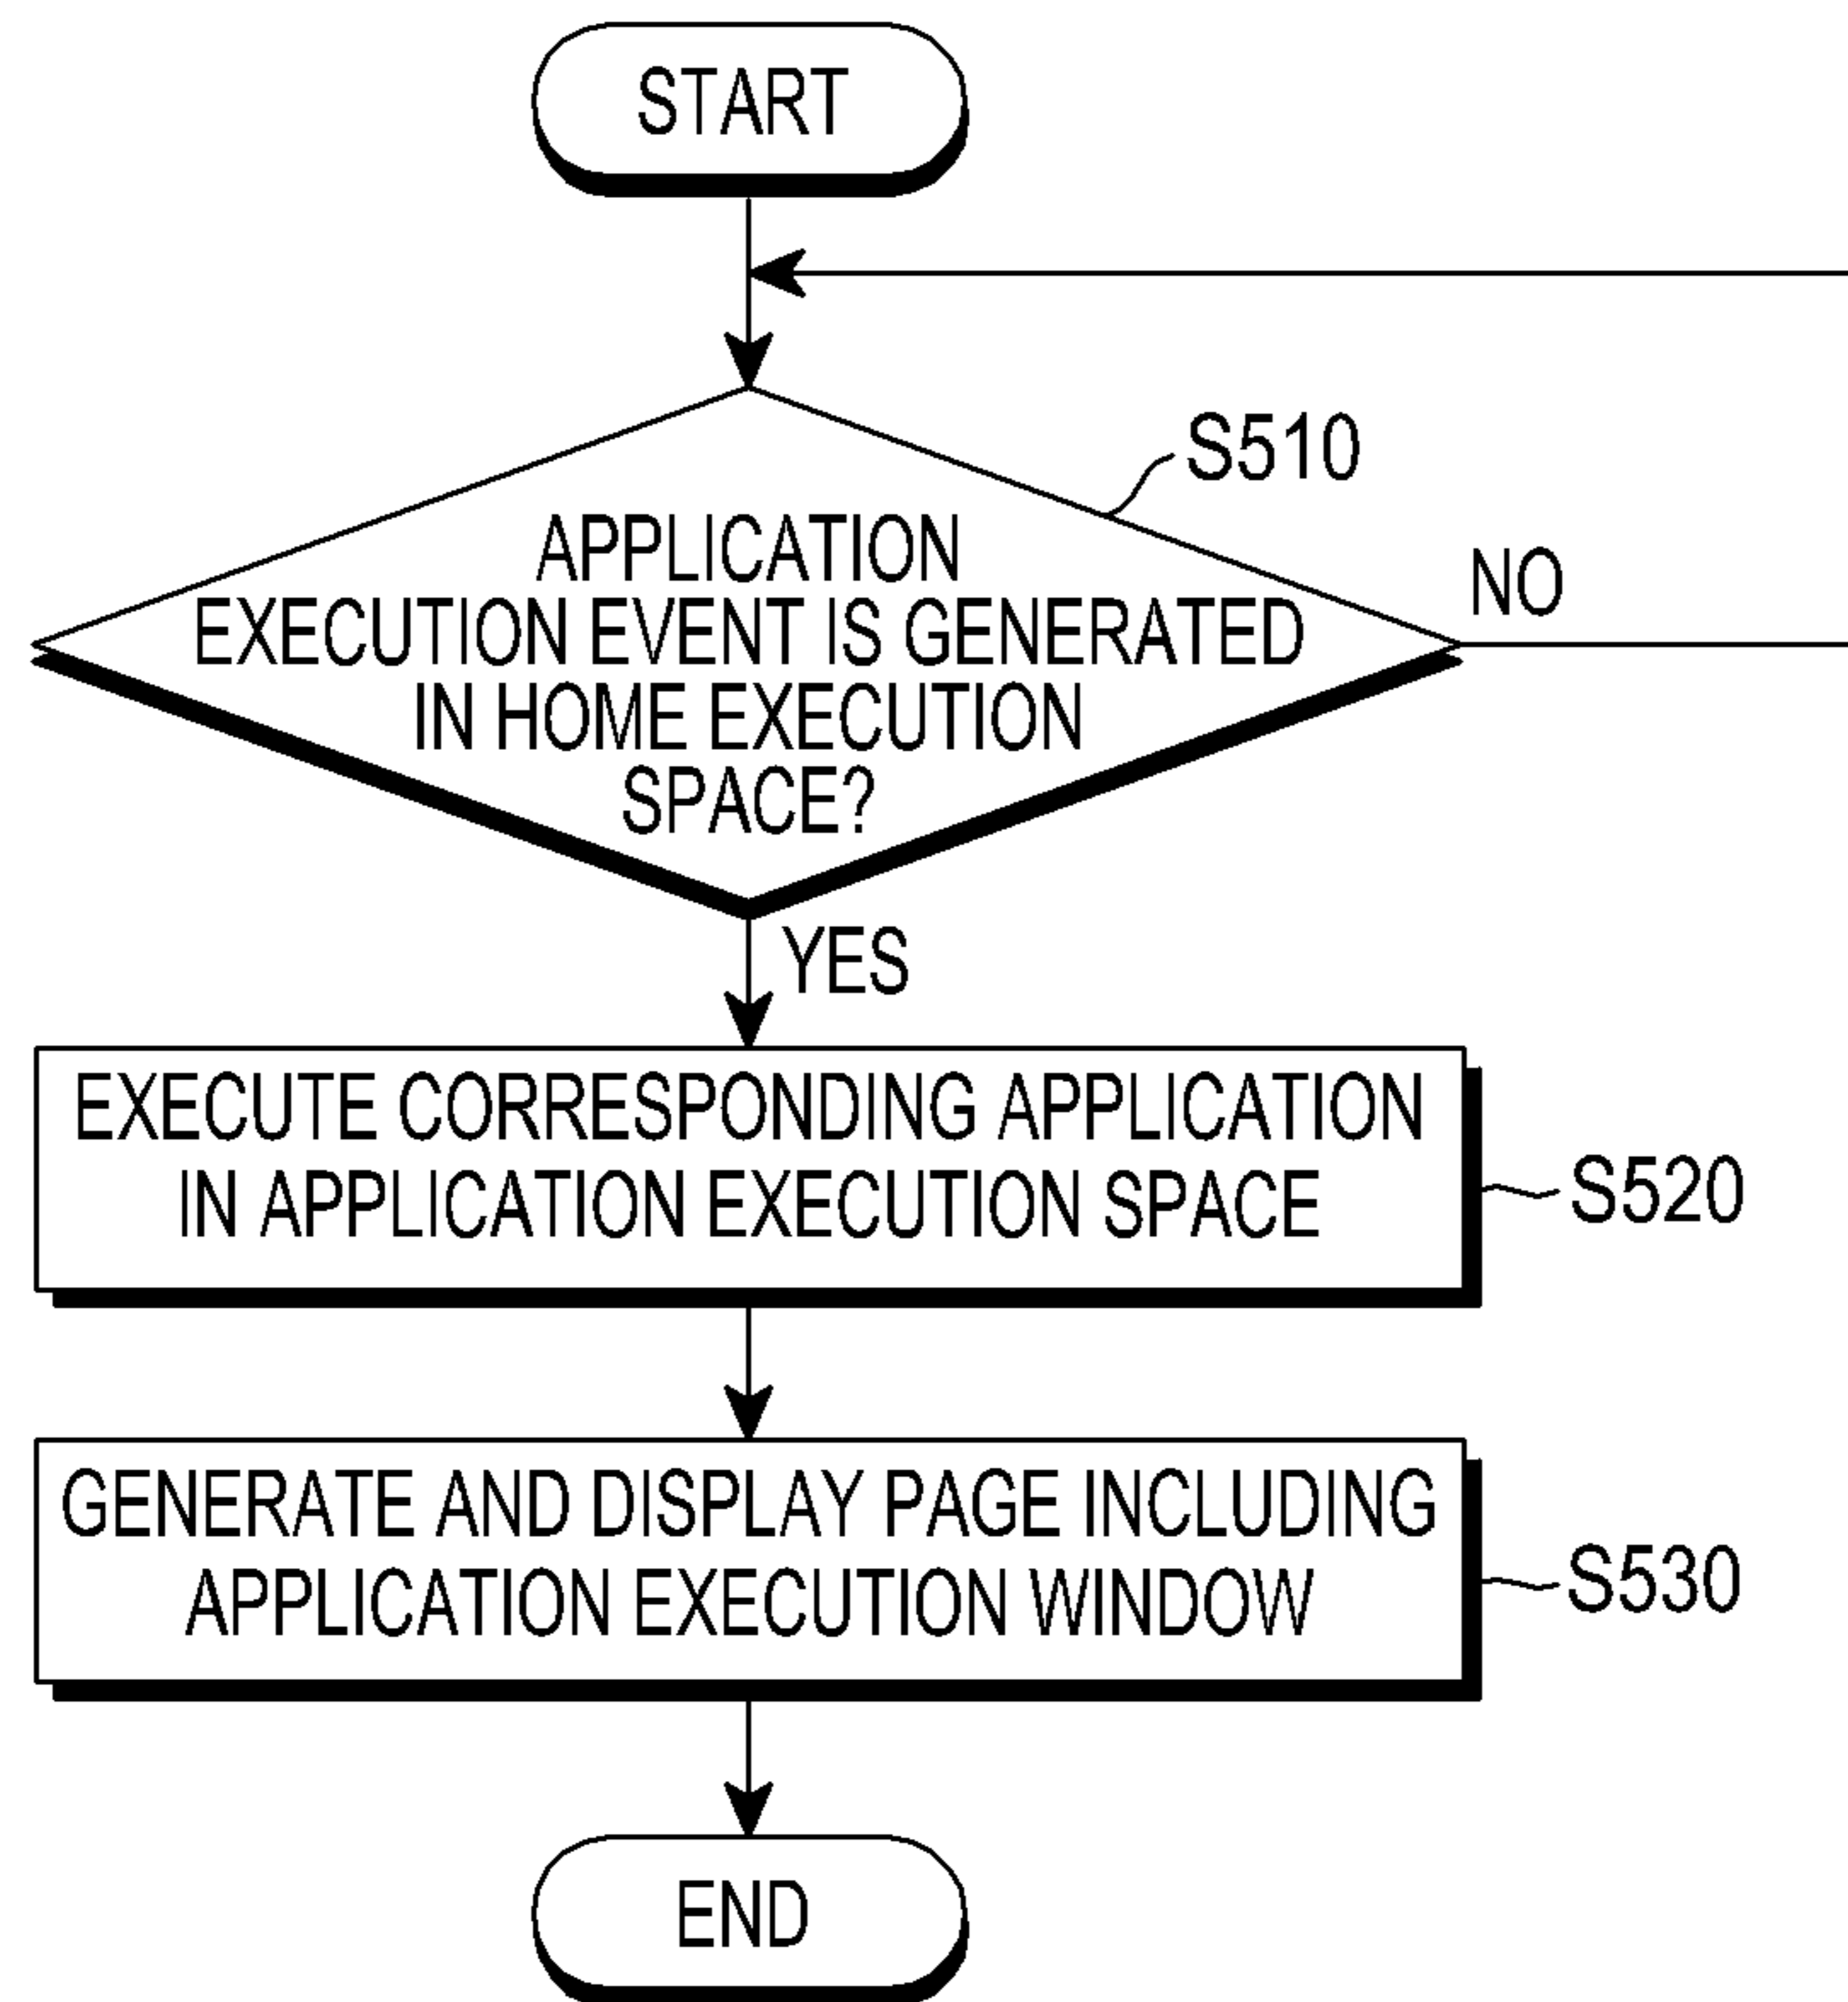 START
S510
APPLICATION
EXECUTION EVENT IS GENERATED
IN HOME EXECUTION
SPACE?
NO
YES
EXECUTE CORRESPONDING APPLICATION
IN APPLICATION EXECUTION SPACE
S520
GENERATE AND DISPLAY PAGE INCLUDING
APPLICATION EXECUTION WINDOW
S530
END